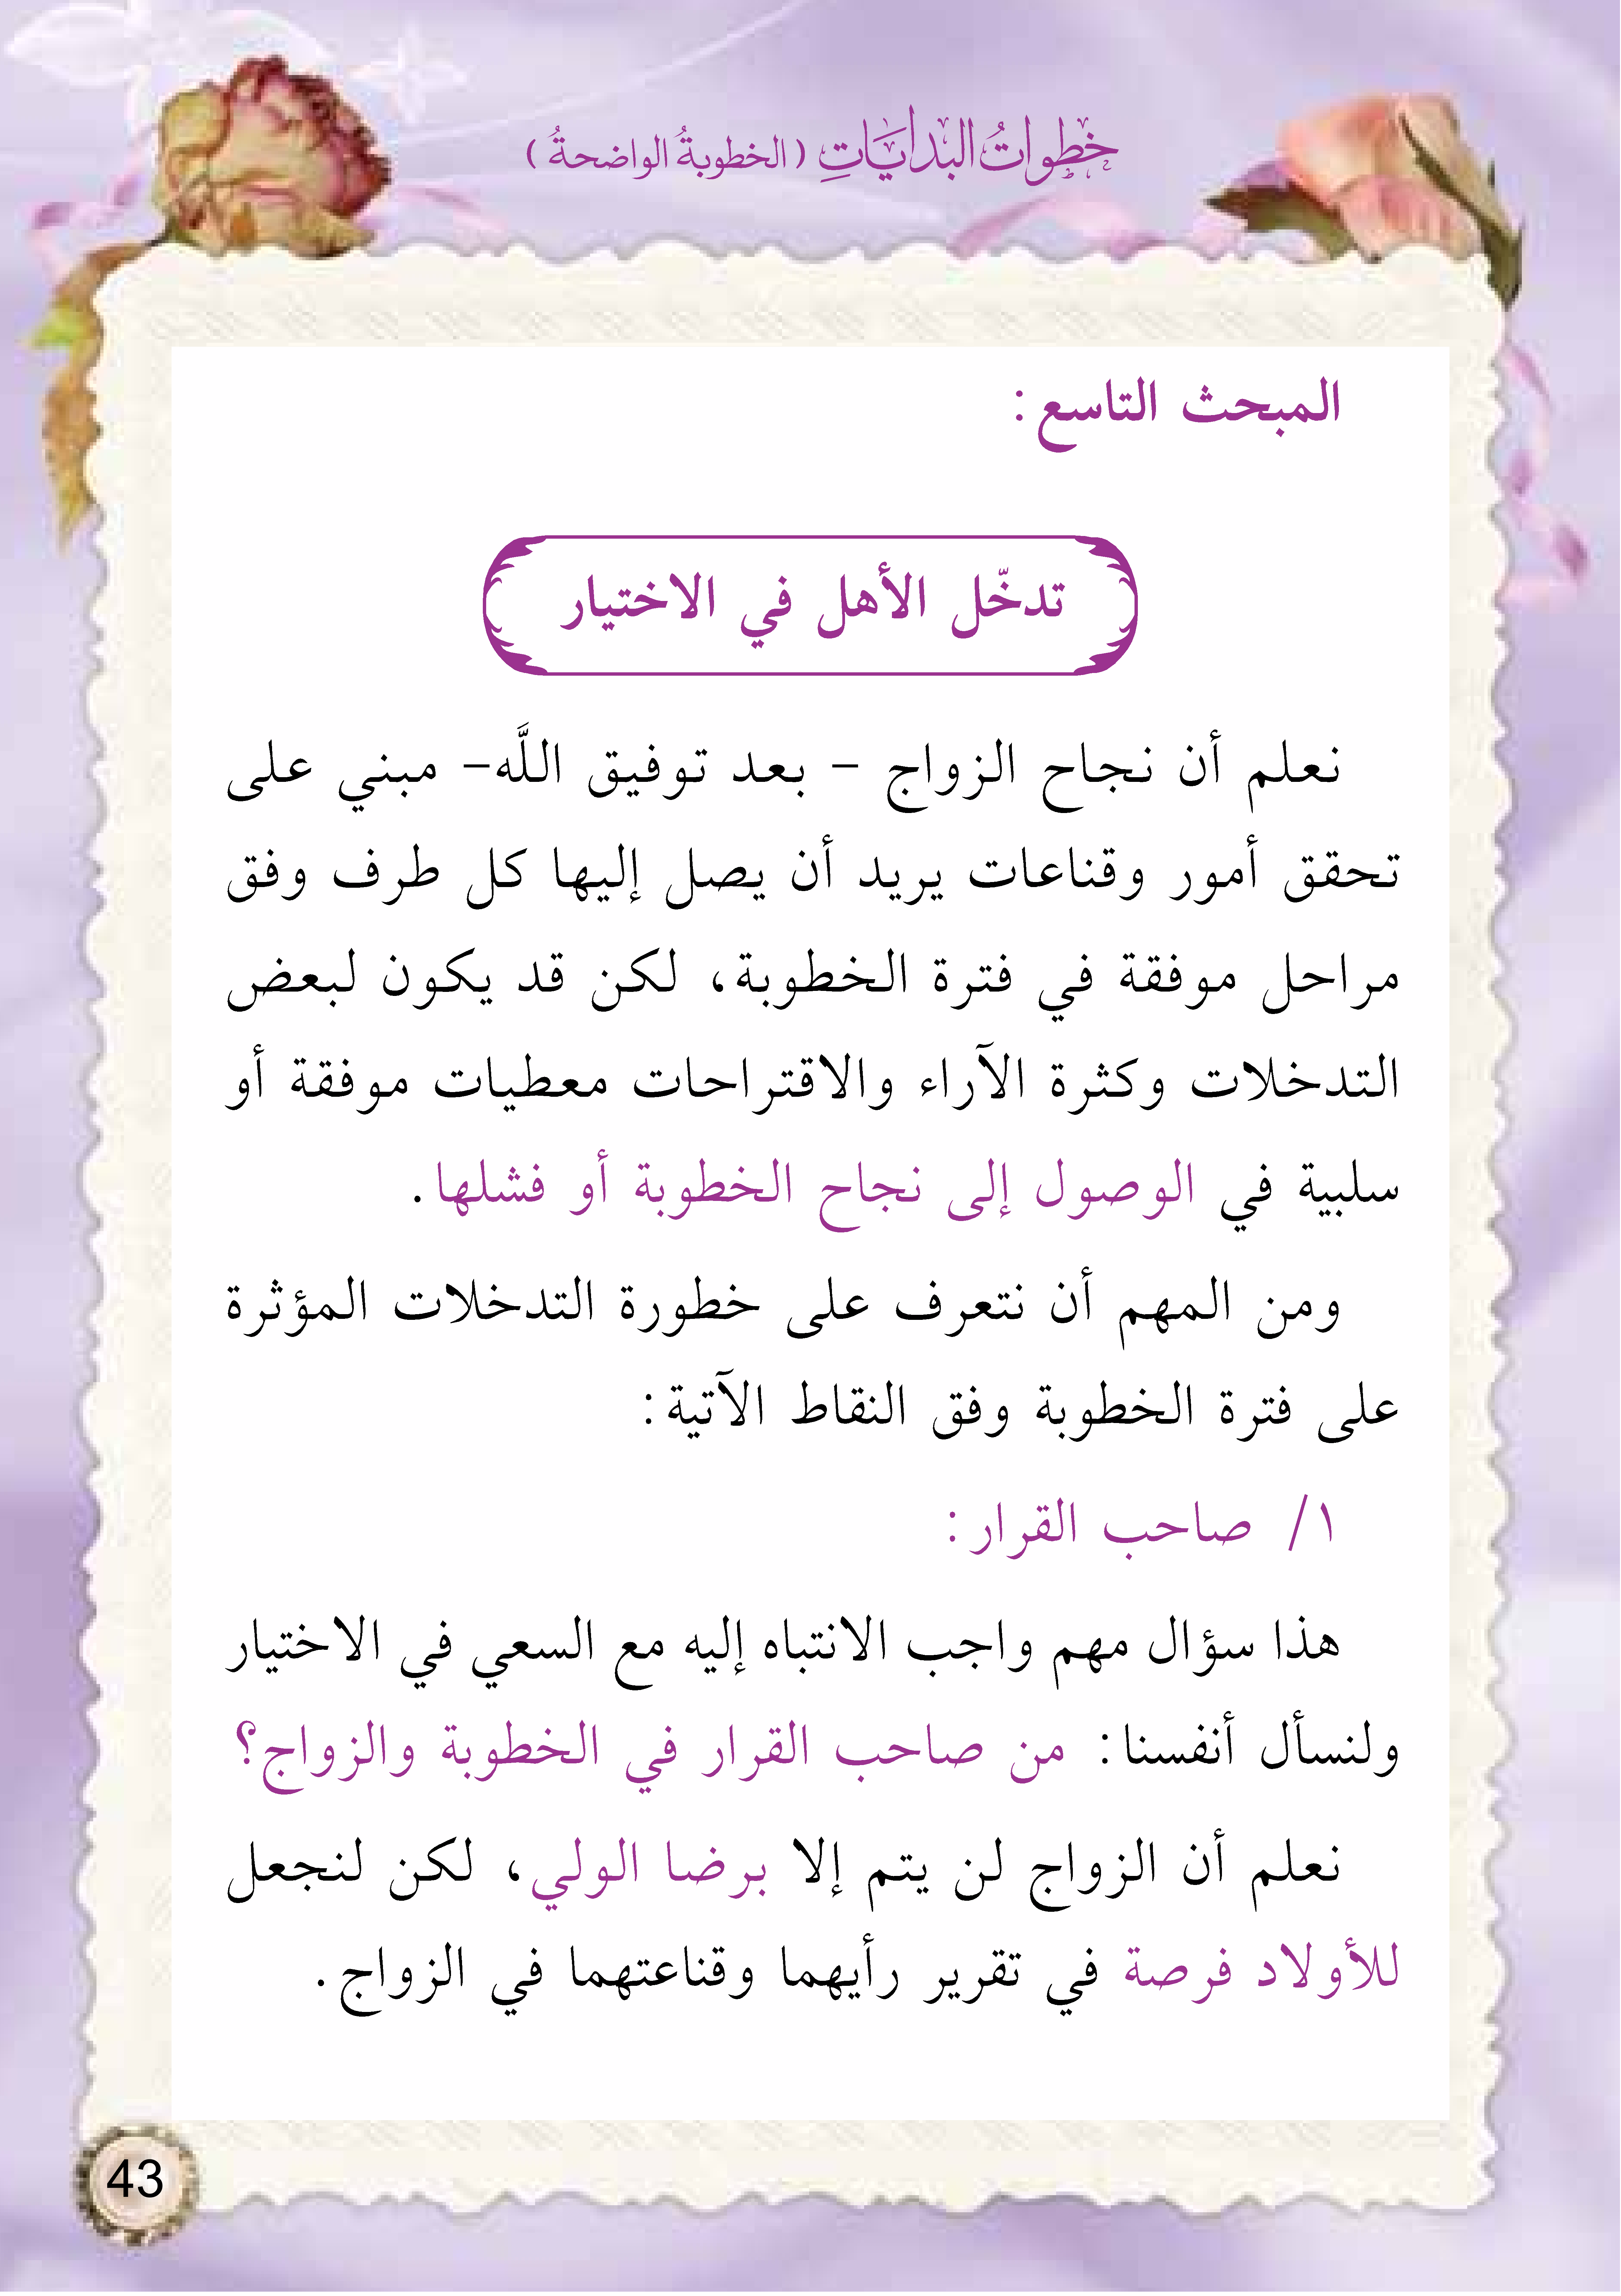 خطواتُ البدايَاتِ ( الخطوبةُ الواضحةُ )
المبحث التاسع:
تدخّل الأهل في الاختيار
نعلم أن نجاح الزواج - بعد توفيق اللَّه- مبني على
تحقق أمور وقناعات يريد أن يصل إليها كل طرف وفق
مراحل موفقة في فترة الخطوبة، لكن قد يكون لبعض
التدخلات وكثرة الآراء والاقتراحات معطيات موفقة أو
سلبية في الوصول إلى نجاح الخطوبة أو فشلها.
ومن المهم أن نتعرف على خطورة التدخلات المؤثرة
على فترة الخطوبة وفق النقاط الآتية:
١/ صاحب القرار:
هذا سؤال مهم واجب الانتباه إليه مع السعي في الاختيار
ولنسأل أنفسنا: من صاحب القرار في الخطوبة والزواج؟
نعلم أن الزواج لن يتم إلا برضا الولي، لكن لنجعل
للأولاد فرصة في تقرير رأيهما وقناعتهما في الزواج.
43